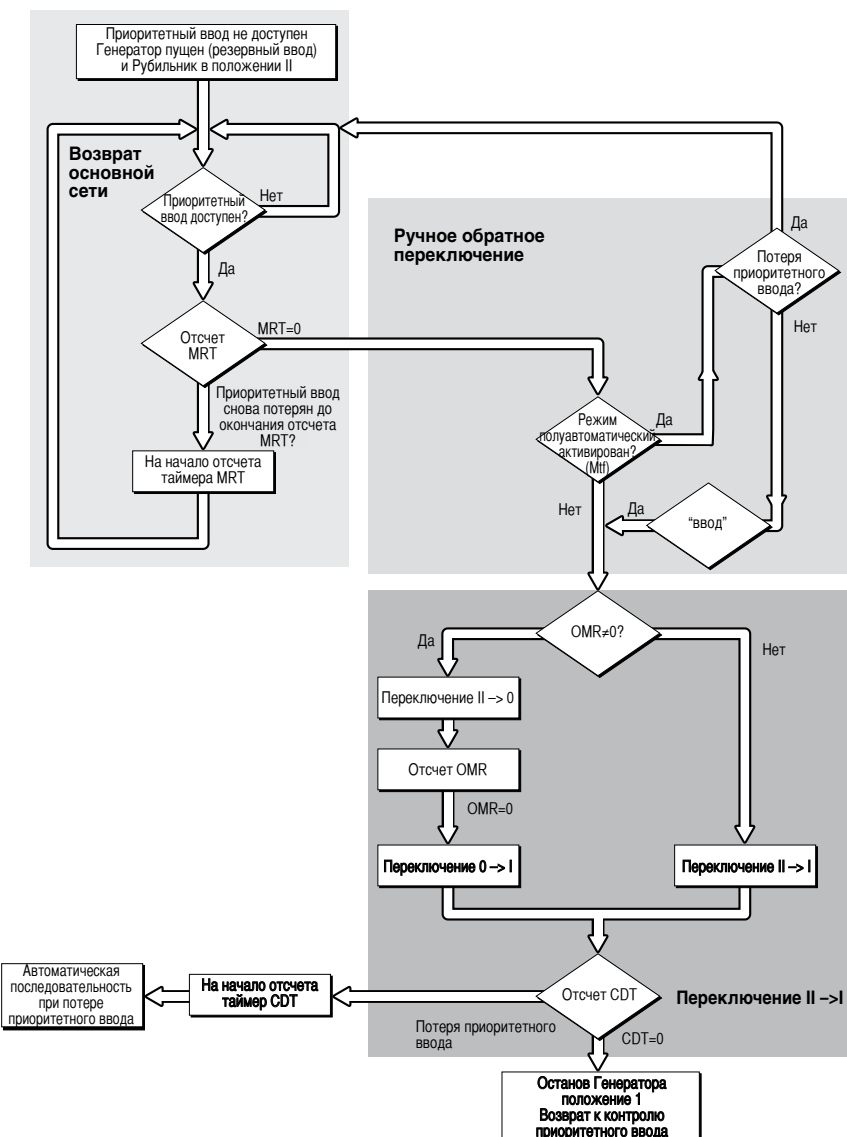 Приоритетный ввод не доступен
Генератор пущен (резервный ввод)
и Рубильник в положении II
Возврат
основной
сети
Приоритетный
ввод доступен?
Нет
Да
Отсчет
MRT
MRT=0
Приоритетный ввод
снова потерян до
окончания отсчета
MRT?
На начало отсчета
таймера MRT
Ручное обратное
переключение
Да
Потеря
приоритетного
ввода?
Нет
Режим
полуавтоматический
активирован?
(Mtf)
Да
Нет
Да
“ввод”
OMR≠0?
Да
Нет
Переключение II –> 0
Отсчет OMR
OMR=0
Переключение 0 –> I
Переключение II –> I
Отсчет CDT
Переключение II –>I
Потеря приоритетного
ввода
CDT=0
На начало отсчета
таймер CDT
Автоматическая
последовательность
при потере
приоритетного ввода
Останов Генератора
положение 1
Возврат к контролю
приоритетного ввода